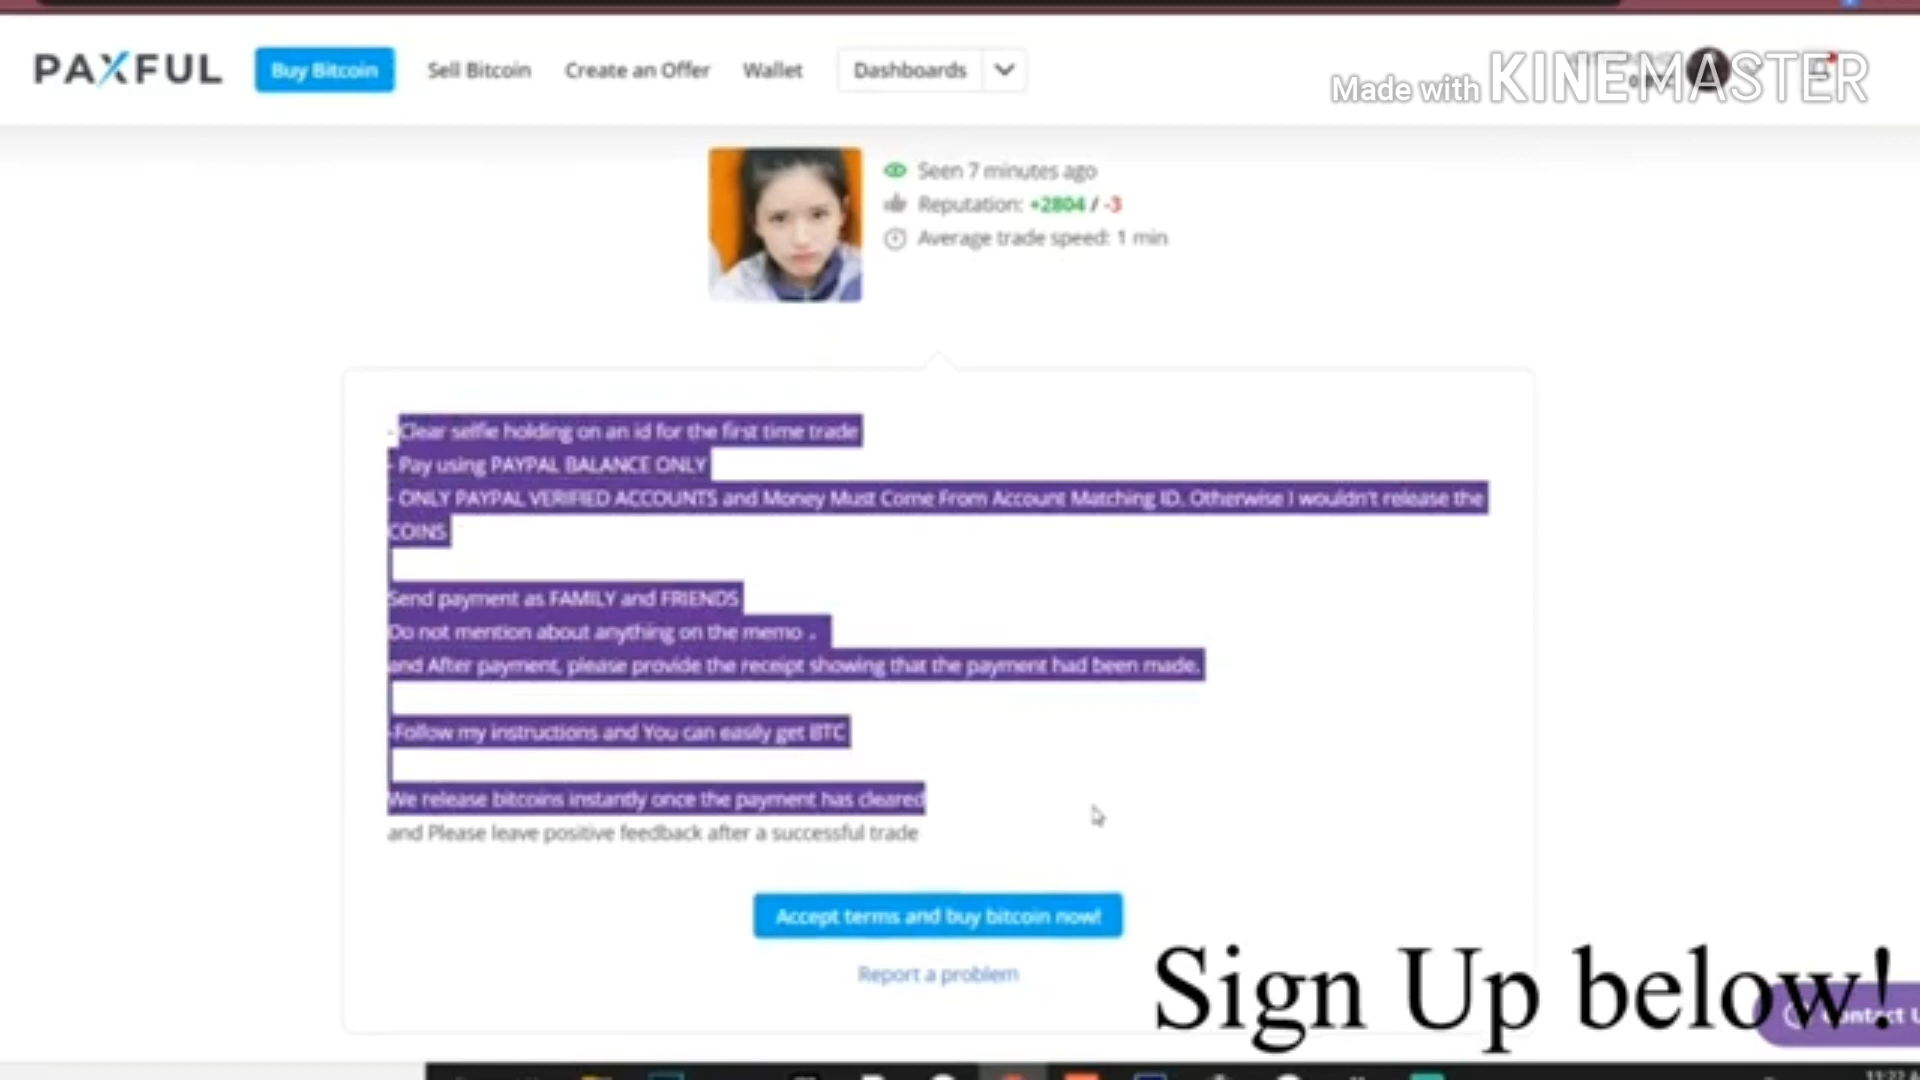 PAXFUL Buy Bitcoin Sell Bitcoin Create an Offer Wallet Dashboards
Made with KINEMASTER
Seen 7 minutes ago
Reputation: +2804 / -3
Average trade speed: 1 min
- Clear selfie holding on an id for the first time trade
- Pay using PAYPAL BALANCE ONLY
- ONLY PAYPAL VERIFIED ACCOUNTS and Money Must Come From Account Matching ID. Otherwise I wouldn't release the
COINS
Send payment as FAMILY and FRIENDS
Do not mention about anything on the memo .
and After payment, please provide the receipt showing that the payment had been made.
-Follow my instructions and You can easily get BTC
We release bitcoins instantly once the payment has cleared
and Please leave positive feedback after a successful trade
Accept terms and buy bitcoin now!
Report a problem
Sign Up below!
Contact